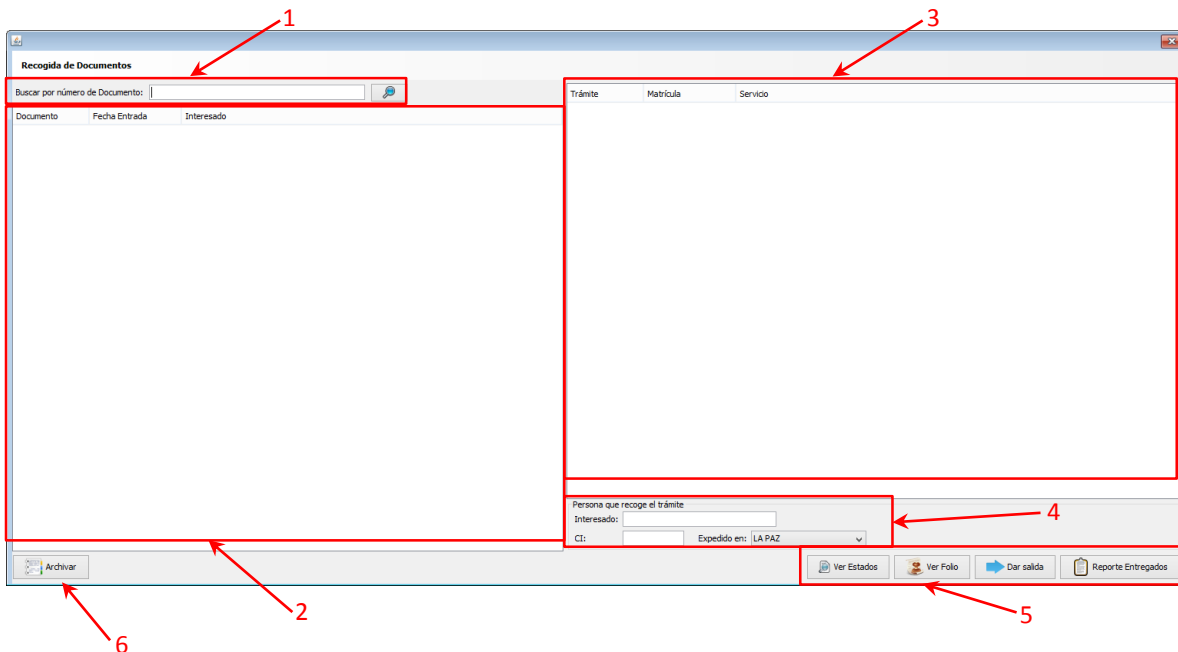 1
3
Recogida de Documentos
Buscar por número de Documento:
Trámite Matrícula Servicio
Documento Fecha Entrada Interesado
Persona que recoge el trámite
Interesado:
4
CI: Expedido en: LA PAZ
Archivar
Ver Estados Ver Folio Dar salida Reporte Entregados
2
5
6